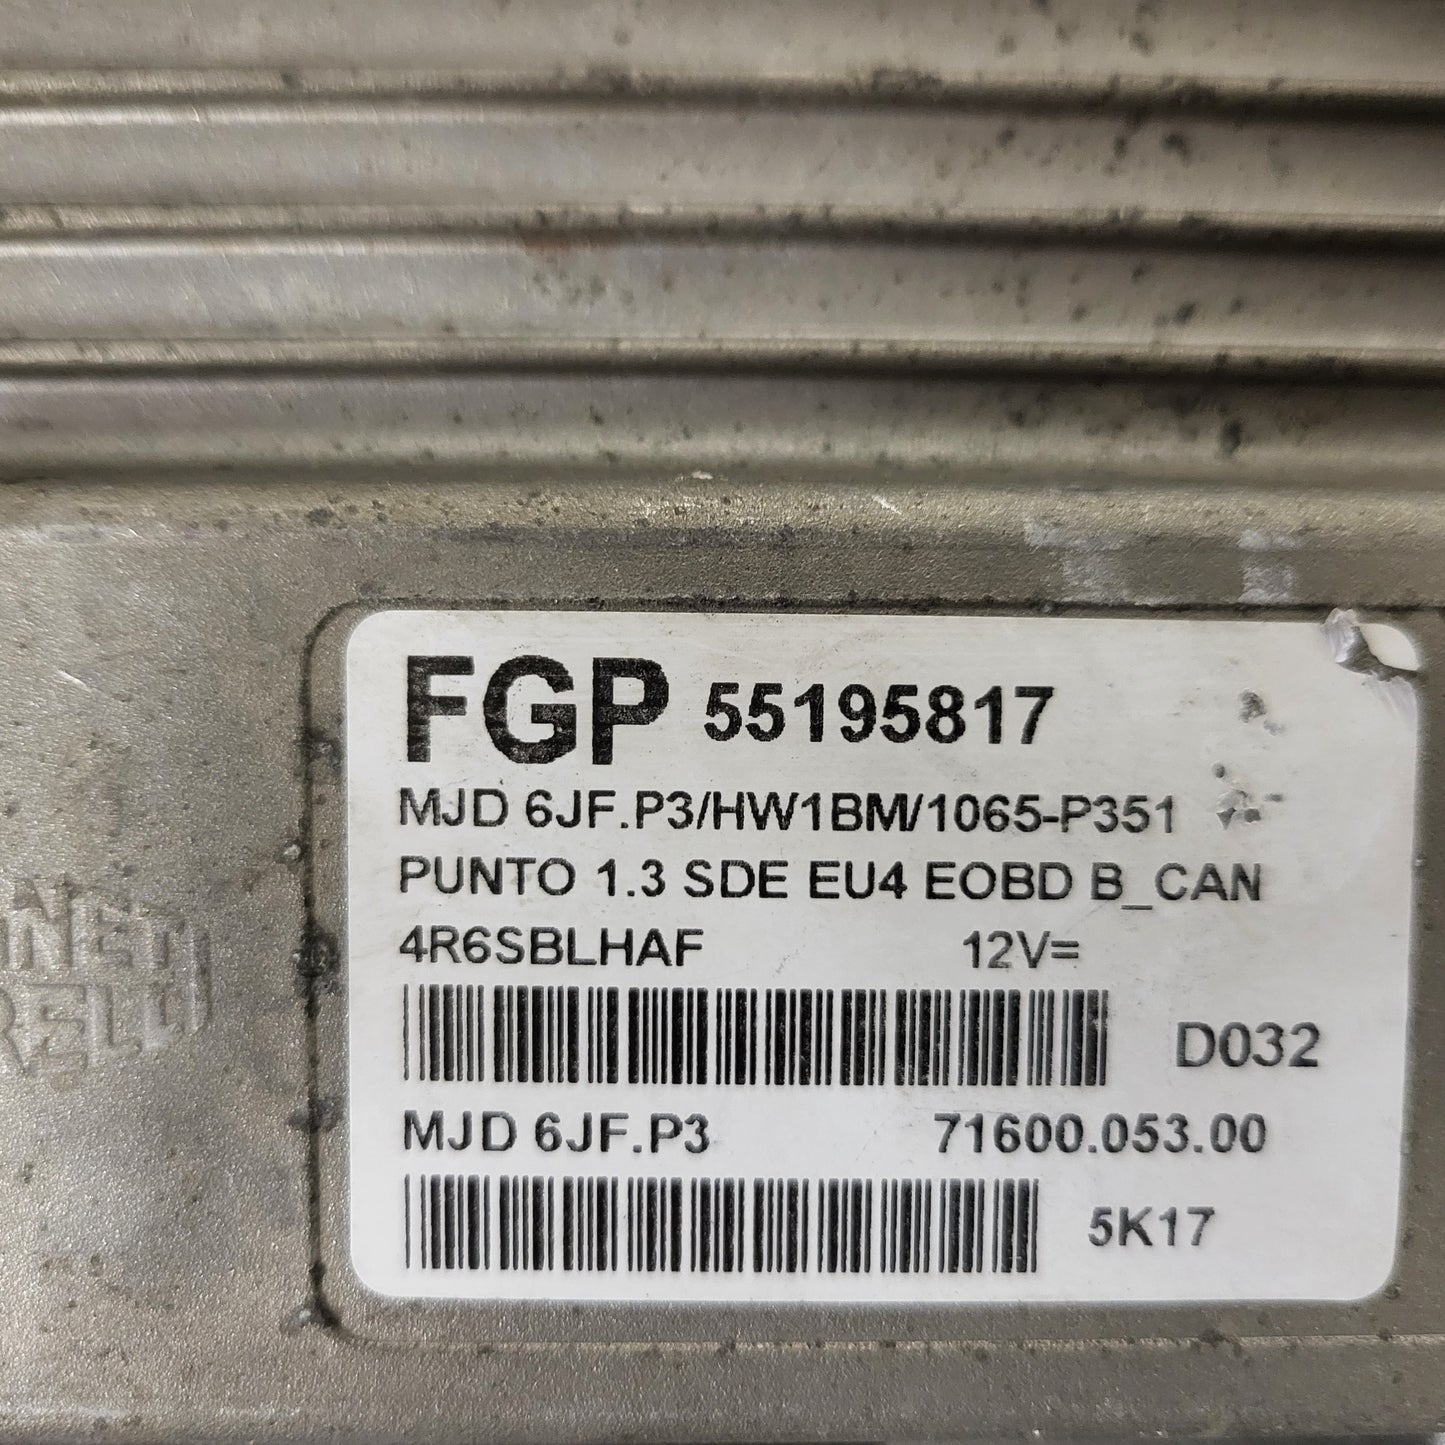 FGP 55195817
MJD 6JF.P3/HW1BM/1065-P351
PUNTO 1.3 SDE EU4 EOBD B_CAN
4R6SBLHAF 12V=
D032
MJD 6JF.P3 71600.053.00
5K17